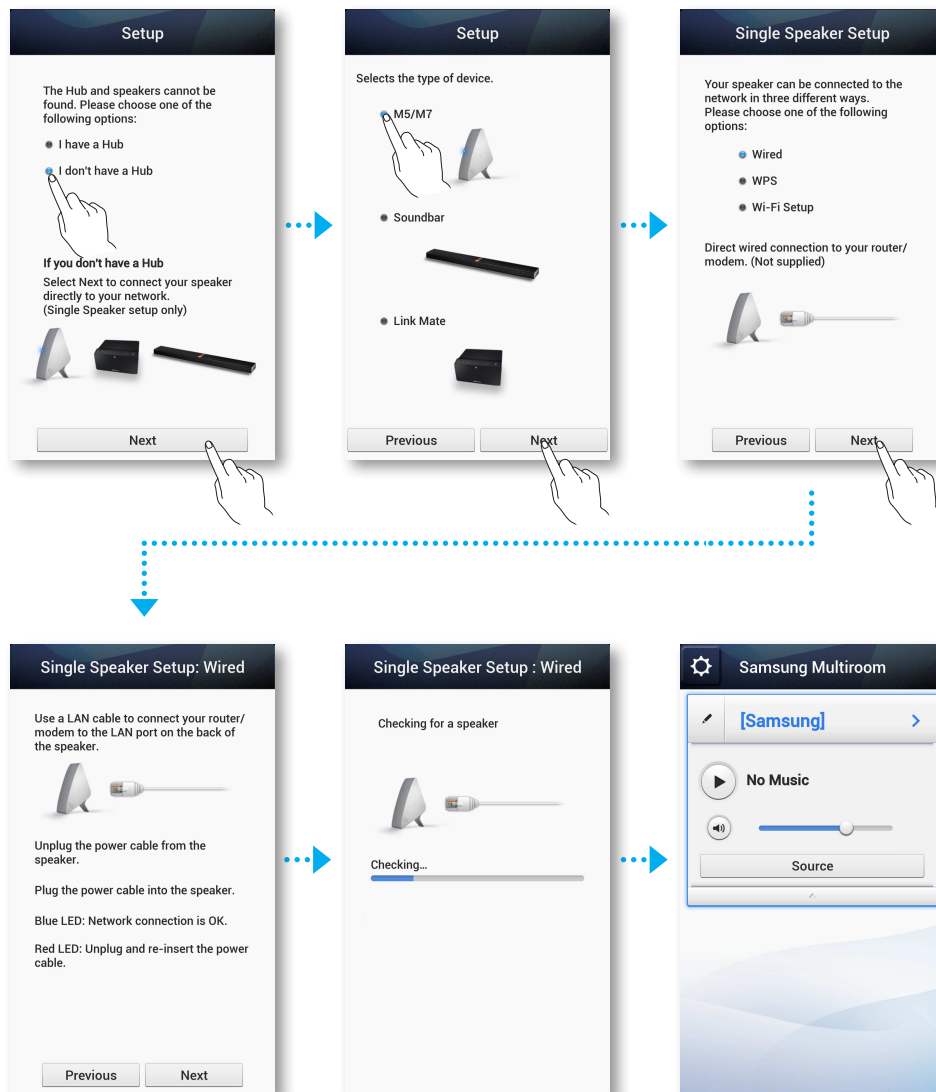 Setup
The Hub and speakers cannot be
found. Please choose one of the
following options:
I have a Hub
I don't have a Hub
If you don't have a Hub
Select Next to connect your speaker
directly to your network.
(Single Speaker setup only)
Next
Setup
Selects the type of device.
M5/M7
Soundbar
Link Mate
Previous
Next
Single Speaker Setup
Your speaker can be connected to the
network in three different ways.
Please choose one of the following
options:
Wired
WPS
Wi-Fi Setup
Direct wired connection to your router/
modem. (Not supplied)
Previous
Next
Single Speaker Setup: Wired
Use a LAN cable to connect your router/
modem to the LAN port on the back of
the speaker.
Unplug the power cable from the
speaker.
Plug the power cable into the speaker.
Blue LED: Network connection is OK.
Red LED: Unplug and re-insert the power
cable.
Previous
Next
Single Speaker Setup : Wired
Checking for a speaker
Checking...
Samsung Multiroom
[Samsung]
No Music
Source